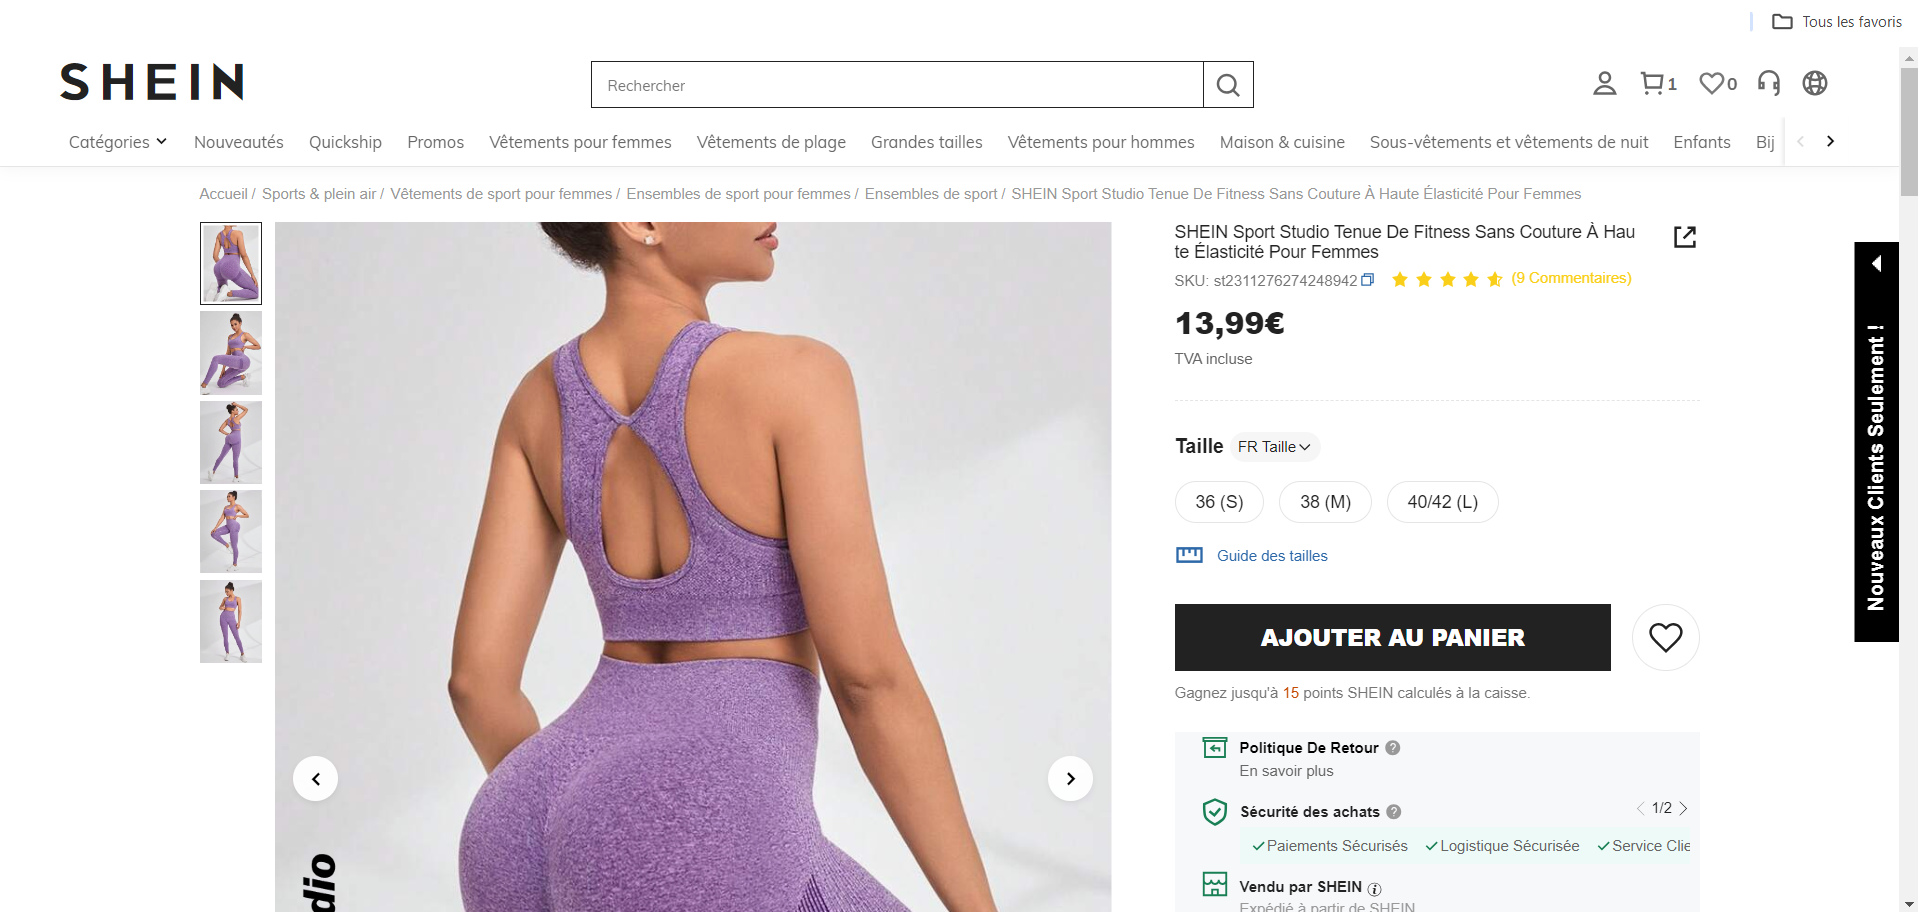 Tous les favoris
SHEIN
Rechercher
1
0
Catégories
Nouveautés
Quickship
Promos
Vêtements pour femmes
Vêtements de plage
Grandes tailles
Vêtements pour hommes
Maison & cuisine
Sous-vêtements et vêtements de nuit
Enfants
Bij
Accueil / Sports & plein air / Vêtements de sport pour femmes / Ensembles de sport pour femmes / Ensembles de sport / SHEIN Sport Studio Tenue De Fitness Sans Couture À Haute Élasticité Pour Femmes
SHEIN Sport Studio Tenue De Fitness Sans Couture À Hau
te Élasticité Pour Femmes
SKU: st2311276274248942
(9 Commentaires)
13,99€
TVA incluse
Taille
FR Taille
36 (S)
38 (M)
40/42 (L)
Guide des tailles
AJOUTER AU PANIER
Gagnez jusqu'à 15 points SHEIN calculés à la caisse.
Politique De Retour ?
En savoir plus
Sécurité des achats ?
1/2
Paiements Sécurisés
Logistique Sécurisée
Service Clie
Vendu par SHEIN
Expédié à partir de SHEIN
Nouveaux Clients Seulement !
dio